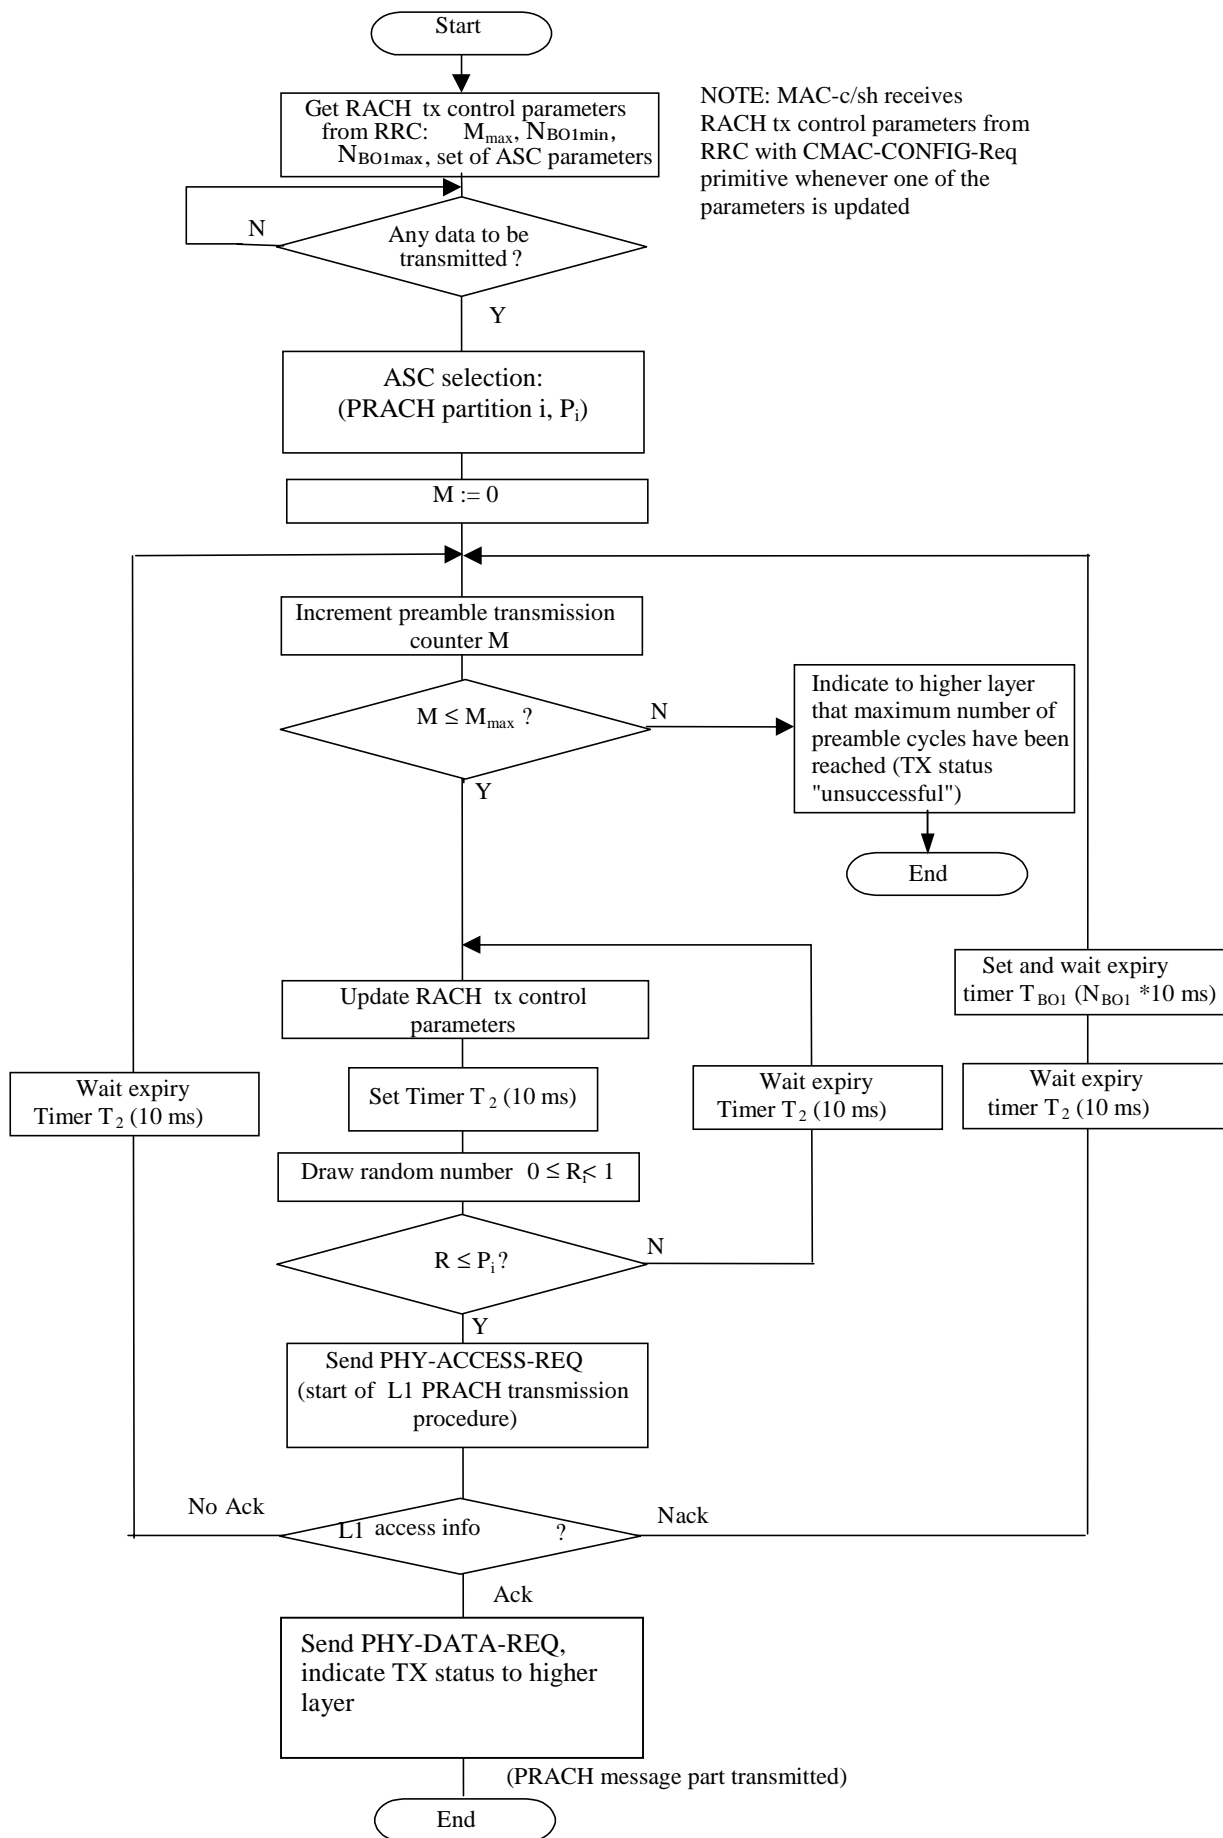 Start
Get RACH tx control parameters
from RRC: Mmax, NBO1min,
NBO1max, set of ASC parameters
NOTE: MAC-c/sh receives
RACH tx control parameters from
RRC with CMAC-CONFIG-Req
primitive whenever one of the
parameters is updated
N
Any data to be
transmitted ?
Y
ASC selection:
(PRACH partition i, Pi)
M := 0
Increment preamble transmission
counter M
M ≤ Mmax ?
N
Y
Indicate to higher layer
that maximum number of
preamble cycles have been
reached (TX status
"unsuccessful")
End
Update RACH tx control
parameters
Set and wait expiry
timer TBO1 (NBO1 *10 ms)
Wait expiry
Timer T2 (10 ms)
Set Timer T2 (10 ms)
Wait expiry
Timer T2 (10 ms)
Wait expiry
timer T2 (10 ms)
Draw random number 0 ≤ Ri< 1
R ≤ Pi ?
N
Y
Send PHY-ACCESS-REQ
(start of L1 PRACH transmission
procedure)
No Ack
L1 access info ?
Nack
Ack
Send PHY-DATA-REQ,
indicate TX status to higher
layer
(PRACH message part transmitted)
End